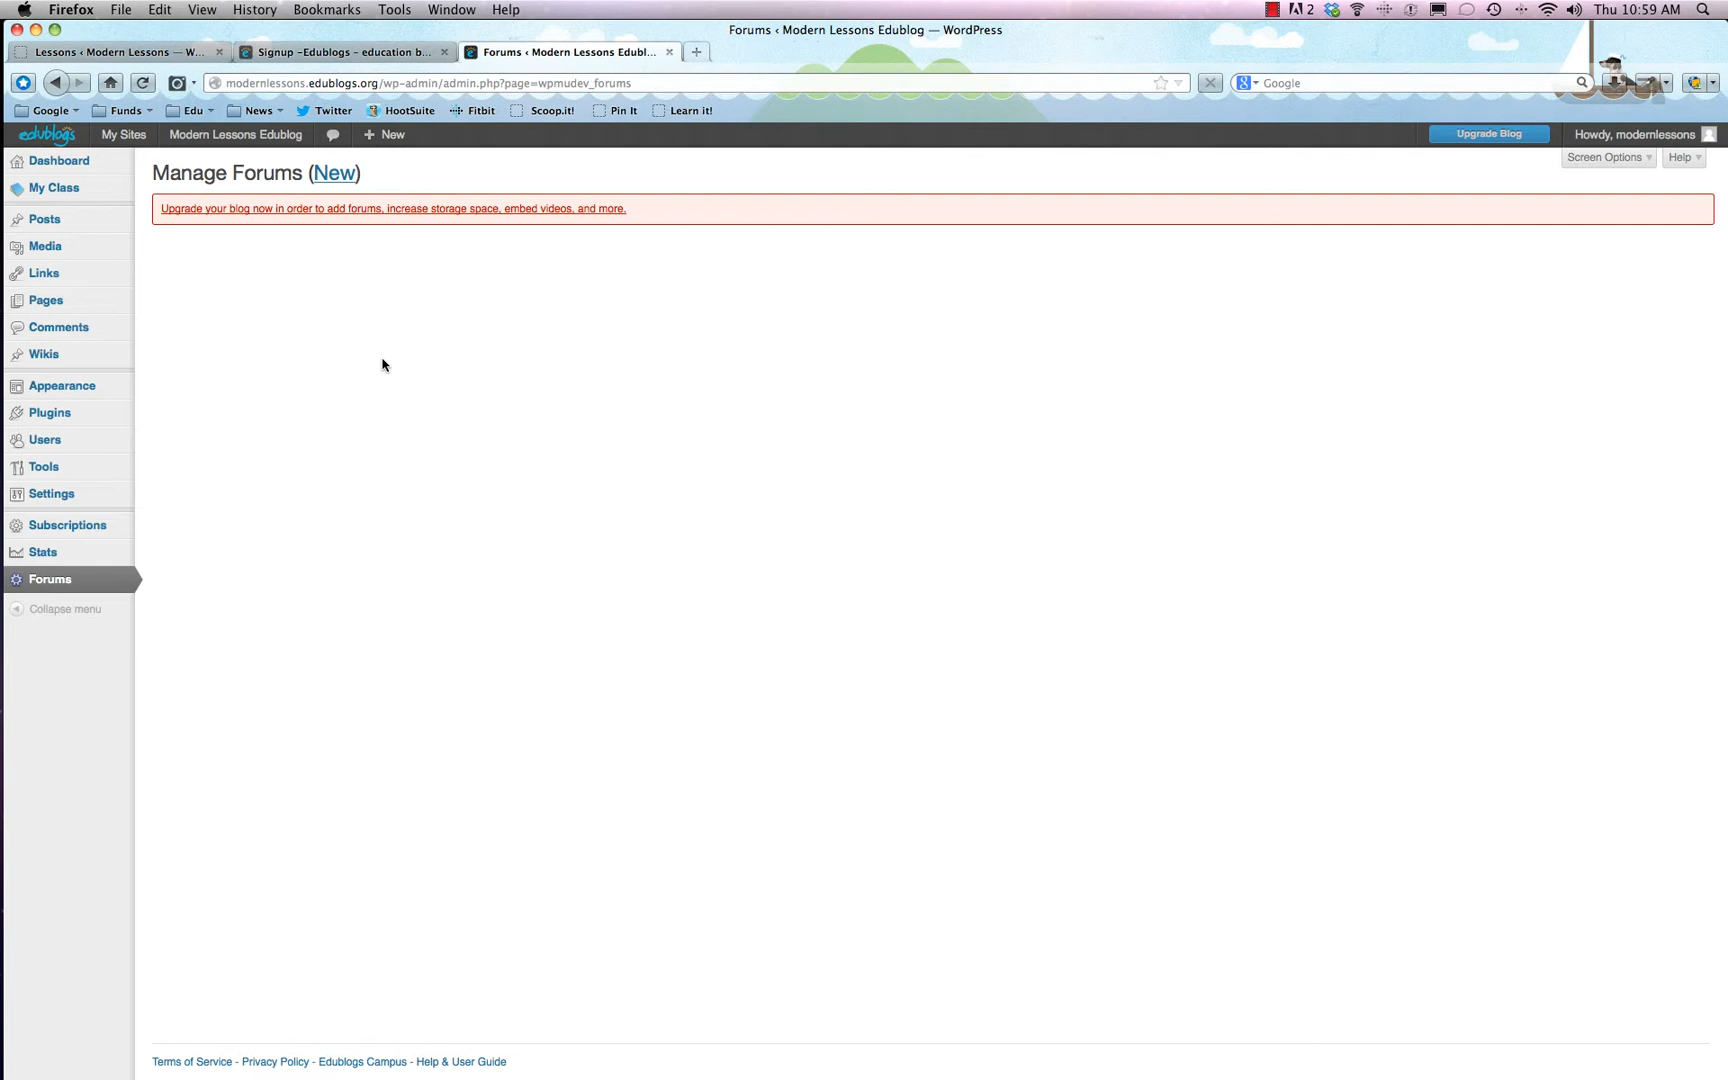 Firefox File Edit View History Bookmarks Tools Window Help 2 Thu 10:59 AM
Forums ‹ Modern Lessons Edublog — WordPress
Lessons ‹ Modern Lessons — W... Signup –Edublogs – education b... Forums ‹ Modern Lessons Edubl...
modernlessons.edublogs.org/wp-admin/admin.php?page=wpmudev_forums Google
Google Funds Edu News Twitter HootSuite Fitbit Scoop.it! Pin It Learn it!
edublogs My Sites Modern Lessons Edublog + New Upgrade Blog Howdy, modernlessons
Screen Options Help
Dashboard
My Class
Posts
Media
Links
Pages
Comments
Wikis
Appearance
Plugins
Users
Tools
Settings
Subscriptions
Stats
Forums
Collapse menu
Manage Forums (New)
Upgrade your blog now in order to add forums, increase storage space, embed videos, and more.
Terms of Service - Privacy Policy - Edublogs Campus - Help & User Guide